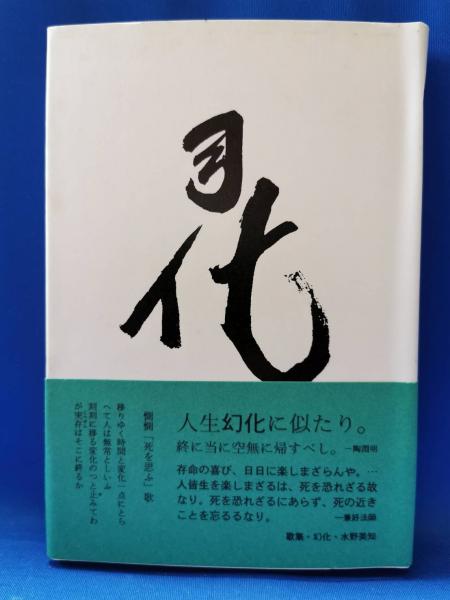 幻化
人生幻化に似たり。
終に当に空無に帰すべし。―陶淵明
存命の喜び、日日に楽しまざらんや。…
人皆生を楽しまざるは、死を恐れざる故
なり。死を恐れざるにあらず、死の近き
ことを忘るるなり。 ―兼好法師
歌集・幻化・水野美知
惻惻「死を思ふ」歌
移りゆく時間と変化一点にとら
へて人は無常としいふ
刻刻に移る変化のつと止みてわ
が実存はそこに終るか